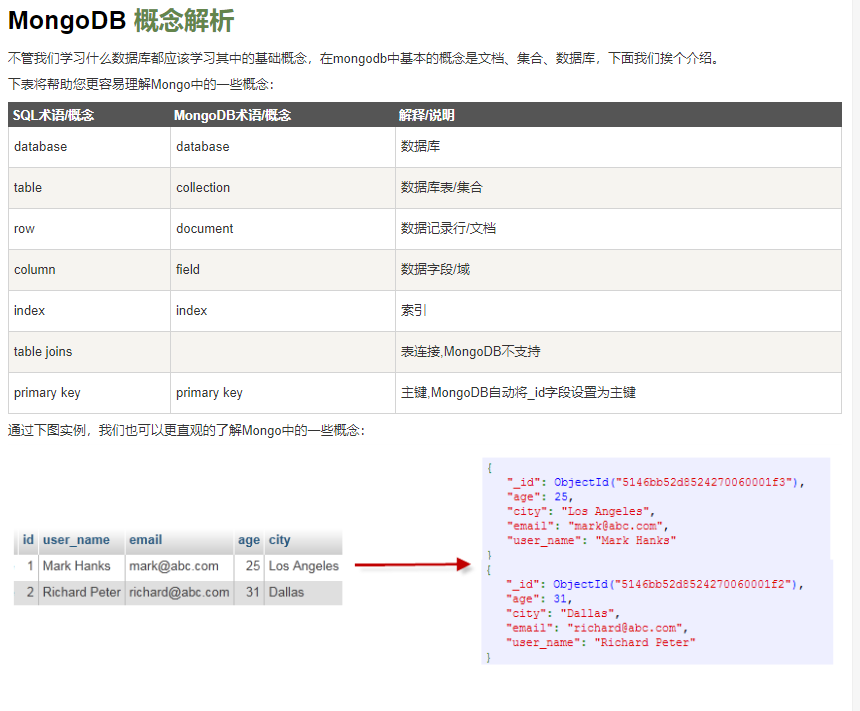 MongoDB 概念解析
不管我们学习什么数据库都应该学习其中的基础概念，在mongodb中基本的概念是文档、集合、数据库，下面我们挨个介绍。
下表将帮助您更容易理解Mongo中的一些概念：
SQL术语/概念 MongoDB术语/概念 解释/说明
database database 数据库
table collection 数据库表/集合
row document 数据记录行/文档
column field 数据字段/域
index index 索引
table joins 表连接,MongoDB不支持
primary key primary key 主键,MongoDB自动将_id字段设置为主键
通过下图实例，我们也可以更直观的了解Mongo中的一些概念：
id user_name email age city
1 Mark Hanks mark@abc.com 25 Los Angeles
2 Richard Peter richard@abc.com 31 Dallas
{
"_id": ObjectId("5146bb52d8524270060001f3"),
"age": 25,
"city": "Los Angeles",
"email": "mark@abc.com",
"user_name": "Mark Hanks"
}
{
"_id": ObjectId("5146bb52d8524270060001f2"),
"age": 31,
"city": "Dallas",
"email": "richard@abc.com",
"user_name": "Richard Peter"
}